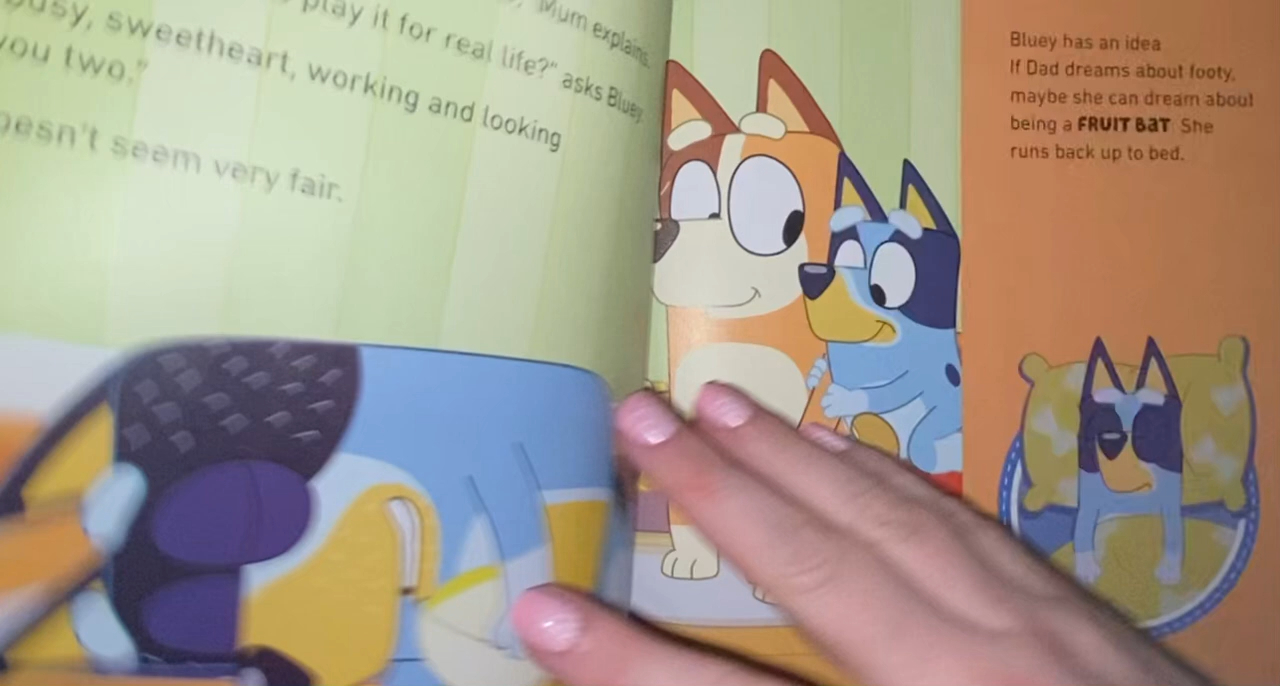 Mum explains.
play it for real life?" asks Bluey.
sweetheart, working and looking
you two."
seem very fair.
Bluey has an idea
If Dad dreams about footy,
maybe she can dream about
being a FRUIT BAT. She
runs back up to bed.